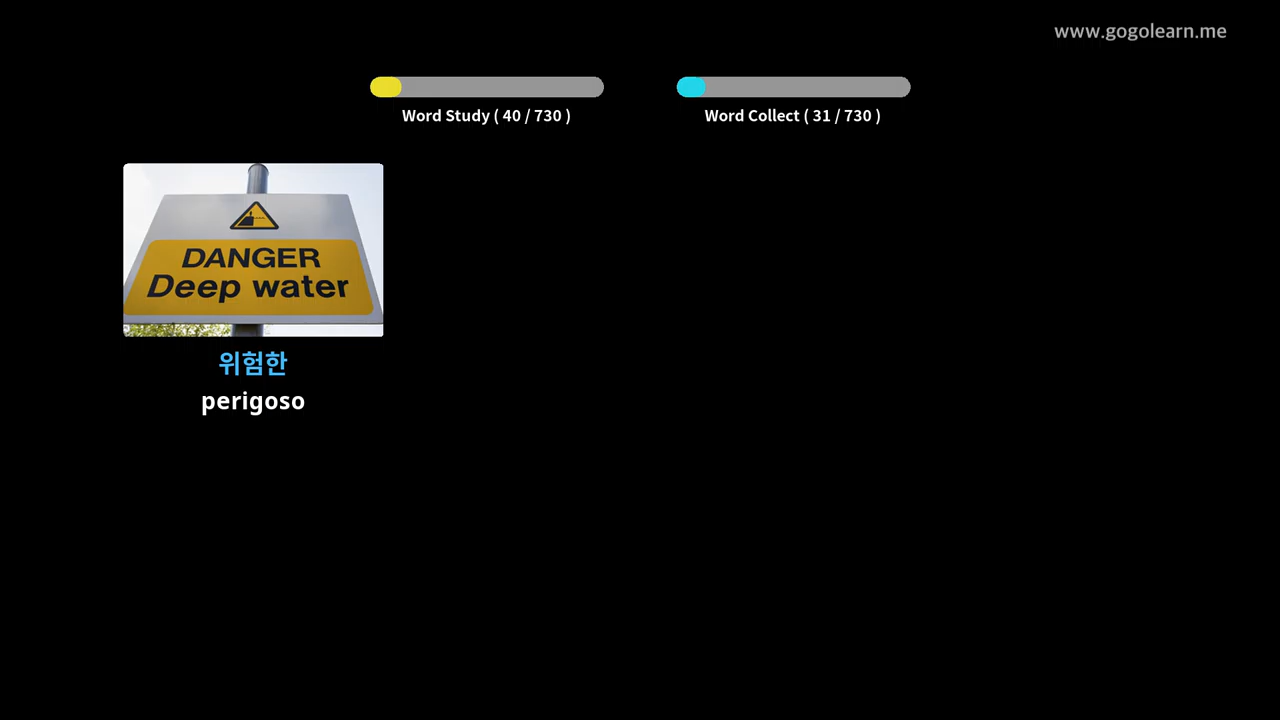 www.gogolearn.me
Word Study ( 40 / 730 )
Word Collect ( 31 / 730 )
DANGER
Deep water
위험한
perigoso